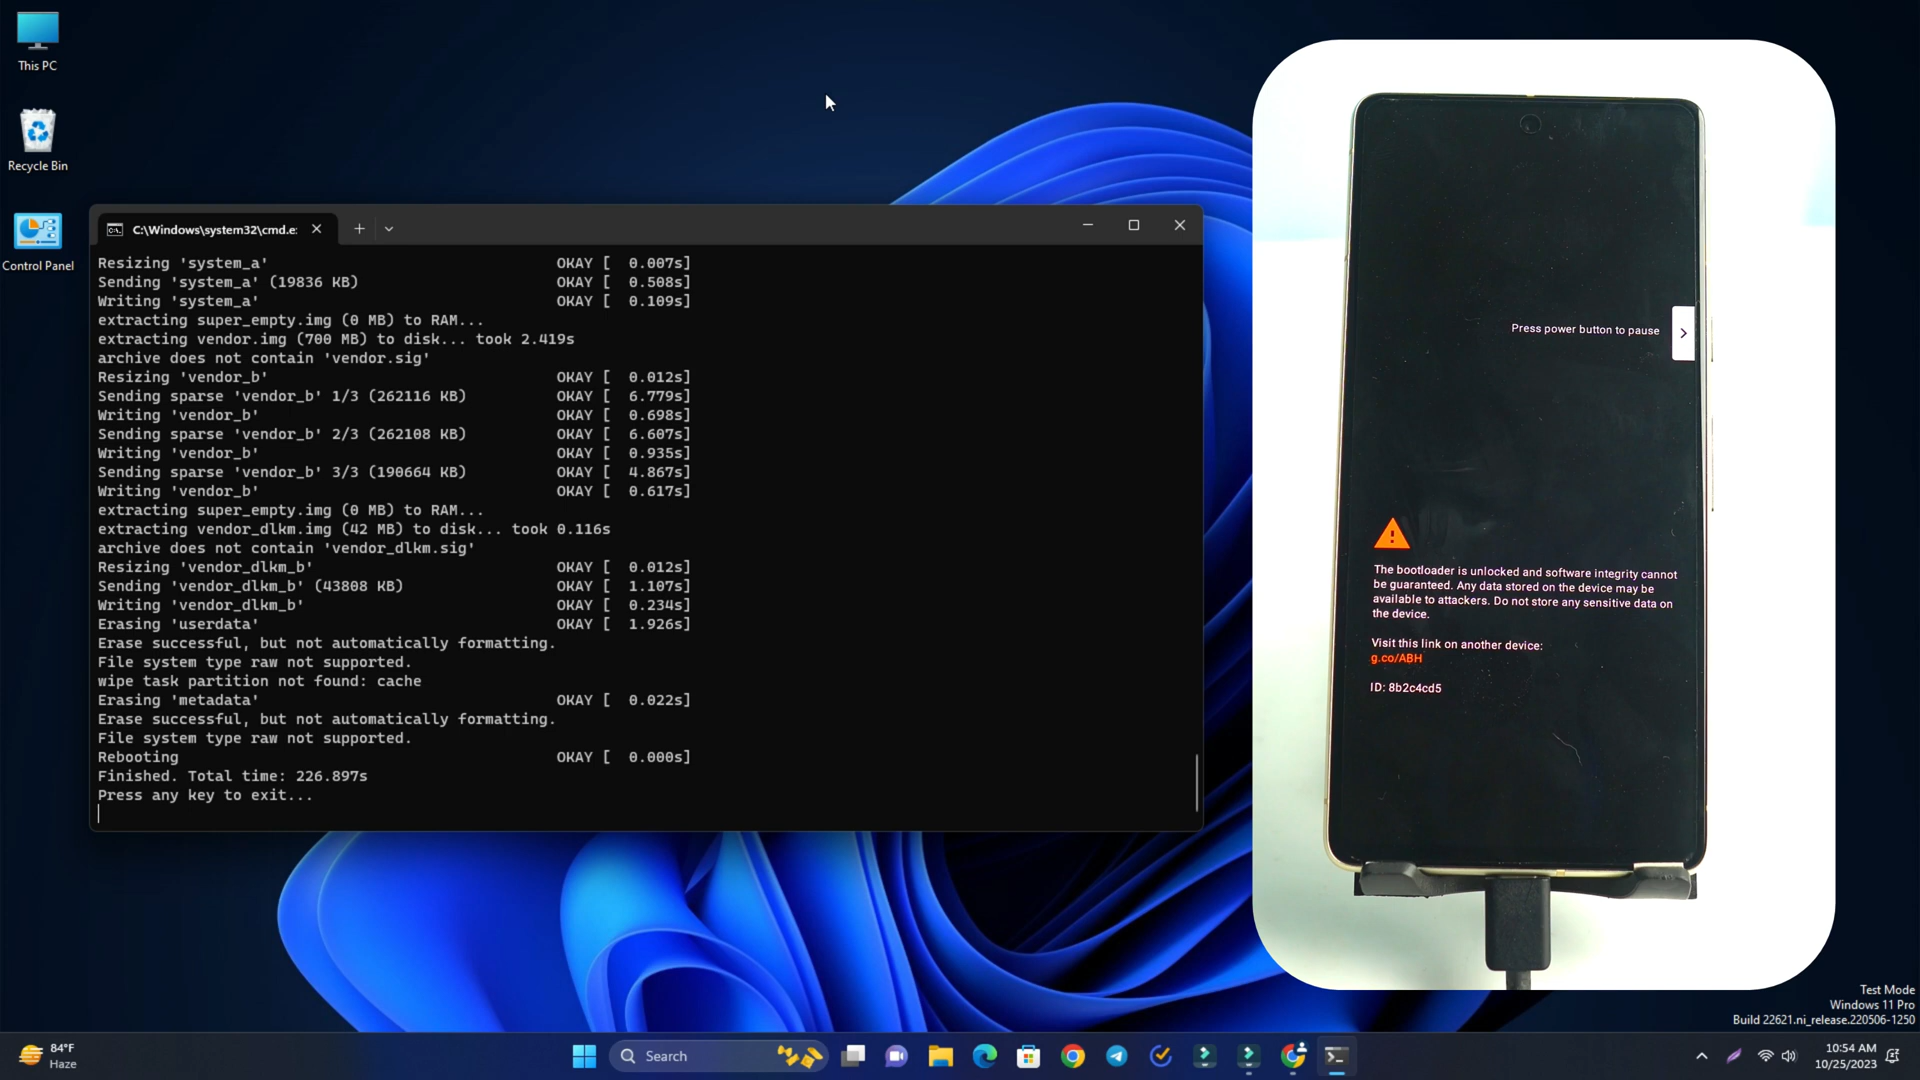 This PC
Recycle Bin
Control Panel
C:\Windows\system32\cmd.e:
Resizing 'system_a' OKAY [ 0.007s]
Sending 'system_a' (19836 KB) OKAY [ 0.508s]
Writing 'system_a' OKAY [ 0.109s]
extracting super_empty.img (0 MB) to RAM...
extracting vendor.img (700 MB) to disk... took 2.419s
archive does not contain 'vendor.sig'
Resizing 'vendor_b' OKAY [ 0.012s]
Sending sparse 'vendor_b' 1/3 (262116 KB) OKAY [ 6.779s]
Writing 'vendor_b' OKAY [ 0.698s]
Sending sparse 'vendor_b' 2/3 (262108 KB) OKAY [ 6.607s]
Writing 'vendor_b' OKAY [ 0.935s]
Sending sparse 'vendor_b' 3/3 (190664 KB) OKAY [ 4.867s]
Writing 'vendor_b' OKAY [ 0.617s]
extracting super_empty.img (0 MB) to RAM...
extracting vendor_dlkm.img (42 MB) to disk... took 0.116s
archive does not contain 'vendor_dlkm.sig'
Resizing 'vendor_dlkm_b' OKAY [ 0.012s]
Sending 'vendor_dlkm_b' (43808 KB) OKAY [ 1.107s]
Writing 'vendor_dlkm_b' OKAY [ 0.234s]
Erasing 'userdata' OKAY [ 1.926s]
Erase successful, but not automatically formatting.
File system type raw not supported.
wipe task partition not found: cache
Erasing 'metadata' OKAY [ 0.022s]
Erase successful, but not automatically formatting.
File system type raw not supported.
Rebooting OKAY [ 0.000s]
Finished. Total time: 226.897s
Press any key to exit...
Press power button to pause
The bootloader is unlocked and software integrity cannot
be guaranteed. Any data stored on the device may be
available to attackers. Do not store any sensitive data on
the device.
Visit this link on another device:
g.co/ABH
ID: 8b2c4cd5
Test Mode
Windows 11 Pro
Build 22621.ni_release.220506-1250
84°F
Haze
Search
10:54 AM
10/25/2023